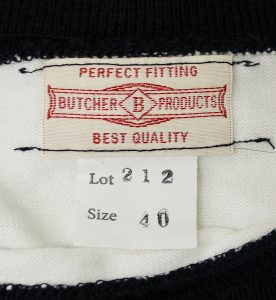 PERFECT FITTING
BUTCHER B PRODUCTS
BEST QUALITY
Lot 212
Size 40